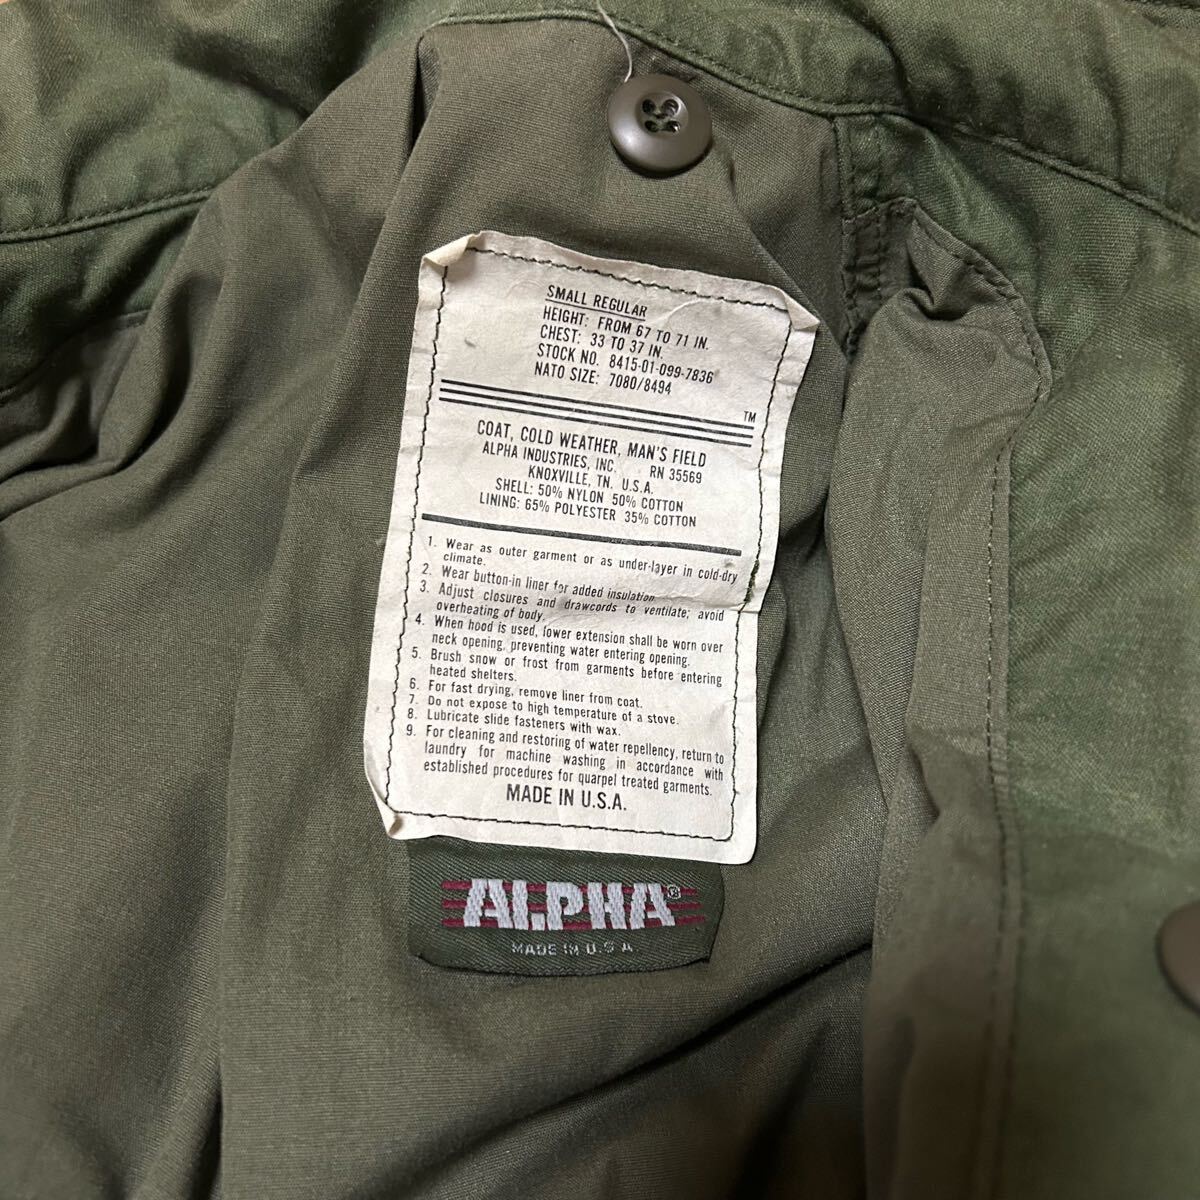 SMALL REGULAR
HEIGHT: FROM 67 TO 71 IN.
CHEST: 33 TO 37 IN.
STOCK NO. 8415-01-099-7836
NATO SIZE: 7080/8494
TM
COAT, COLD WEATHER, MAN'S FIELD
ALPHA INDUSTRIES, INC. RN 35569
KNOXVILLE, TN. U.S.A.
SHELL: 50% NYLON 50% COTTON
LINING: 65% POLYESTER 35% COTTON
1. Wear as outer garment or as under-layer in cold-dry
climate.
2. Wear button-in liner for added insulation
3. Adjust closures and drawcords to ventilate; avoid
overheating of body.
4. When hood is used, lower extension shall be worn over
neck opening, preventing water entering opening.
5. Brush snow or frost from garments before entering
heated shelters.
6. For fast drying, remove liner from coat.
7. Do not expose to high temperature of a stove.
8. Lubricate slide fasteners with wax.
9. For cleaning and restoring of water repellency, return to
laundry for machine washing in accordance with
established procedures for quarpel treated garments.
MADE IN U.S.A.
ALPHA®
MADE IN U.S.A